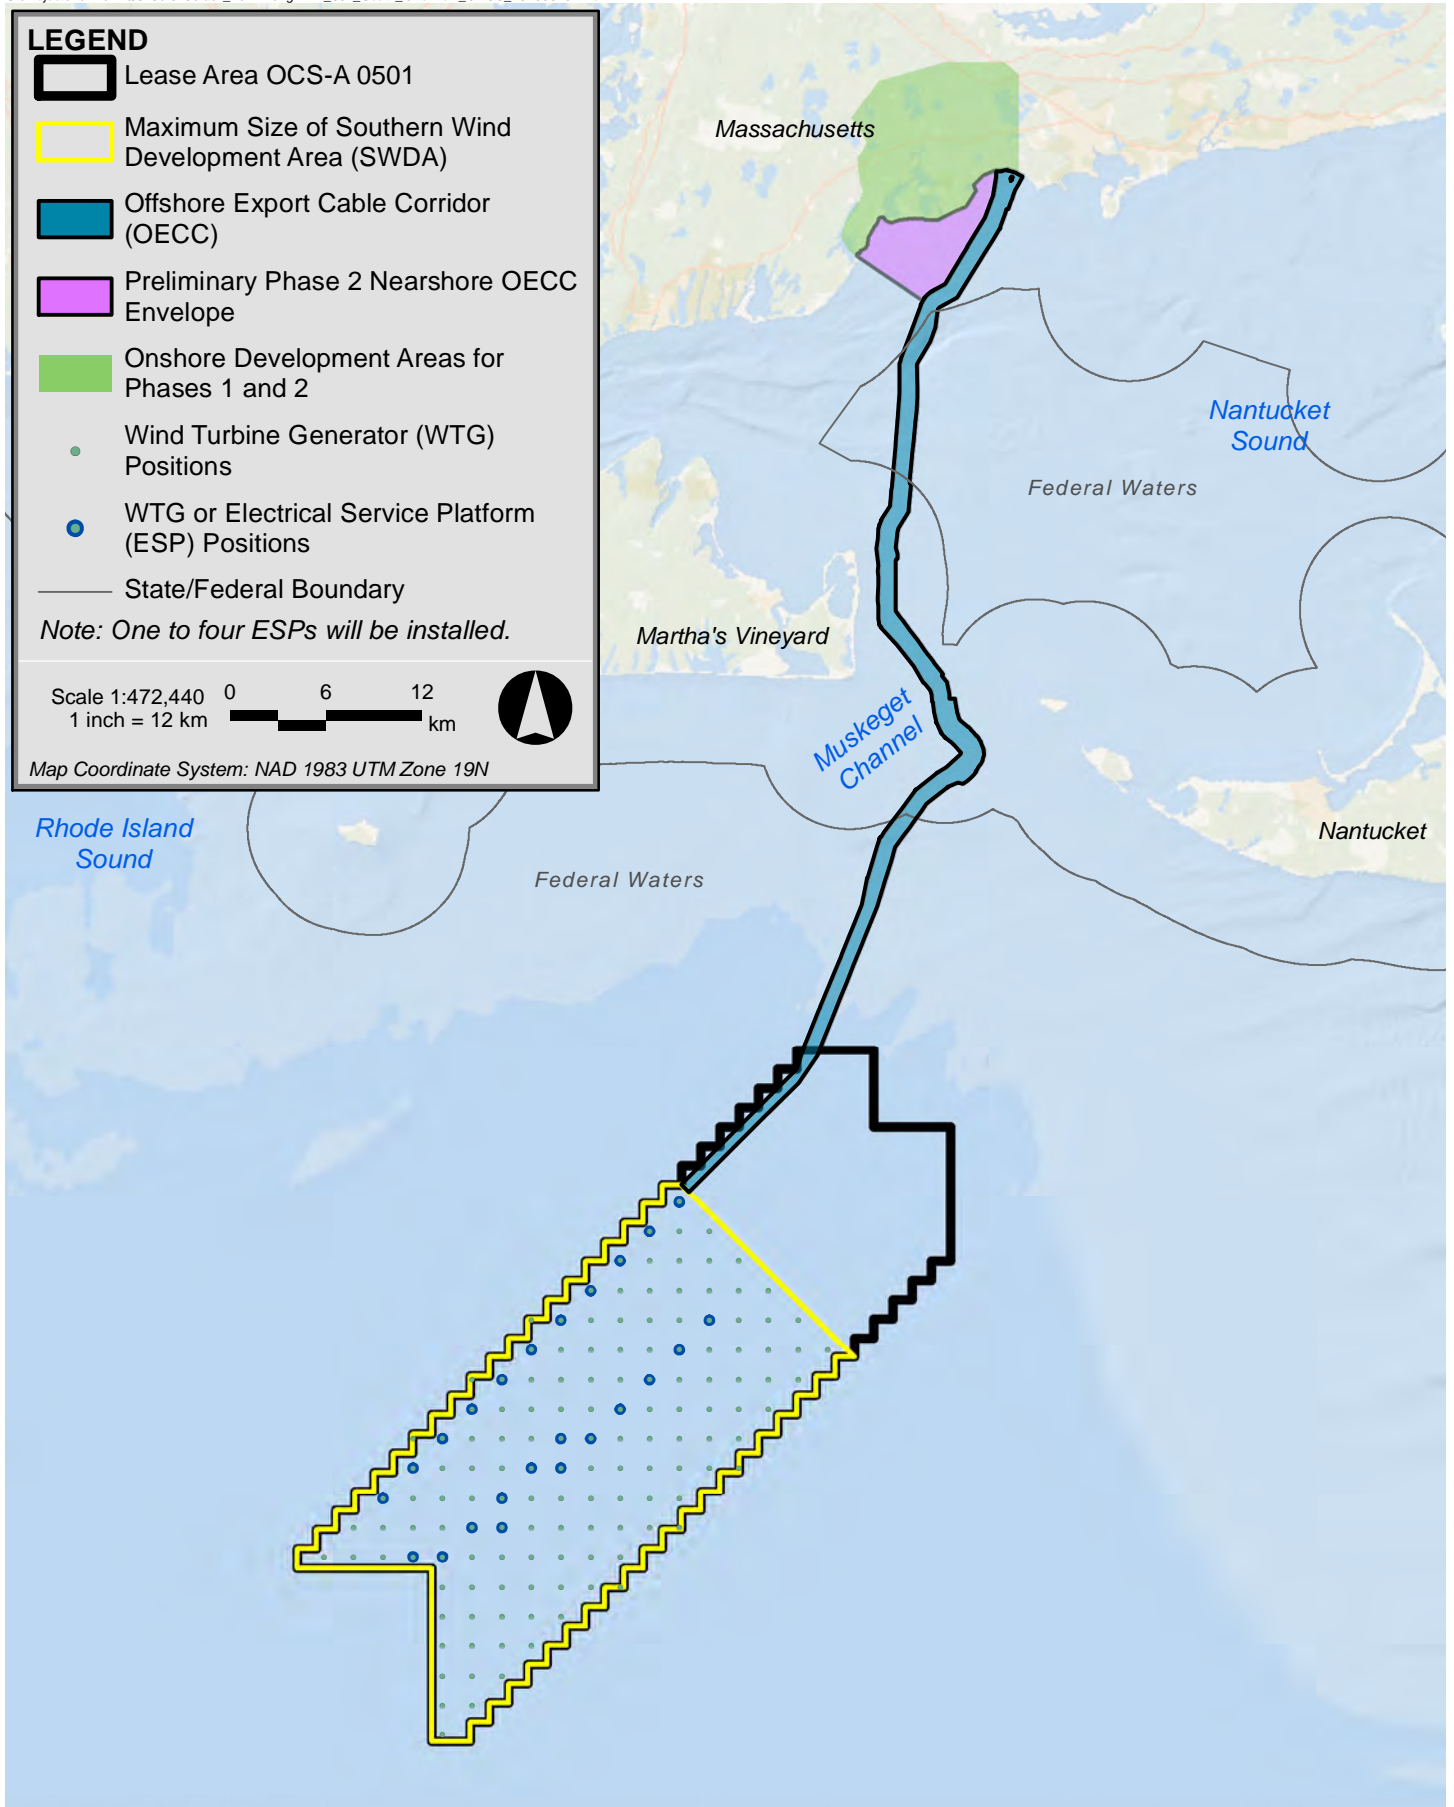 LEGEND
Lease Area OCS-A 0501
Maximum Size of Southern Wind
Development Area (SWDA)
Offshore Export Cable Corridor
(OECC)
Preliminary Phase 2 Nearshore OECC
Envelope
Onshore Development Areas for
Phases 1 and 2
Wind Turbine Generator (WTG)
Positions
WTG or Electrical Service Platform
(ESP) Positions
State/Federal Boundary
Note: One to four ESPs will be installed.
Scale 1:472,440
1 inch = 12 km
0 6 12
km
Map Coordinate System: NAD 1983 UTM Zone 19N
Massachusetts
Nantucket
Sound
Federal Waters
Martha's Vineyard
Muskeget
Channel
Rhode Island
Sound
Nantucket
Federal Waters